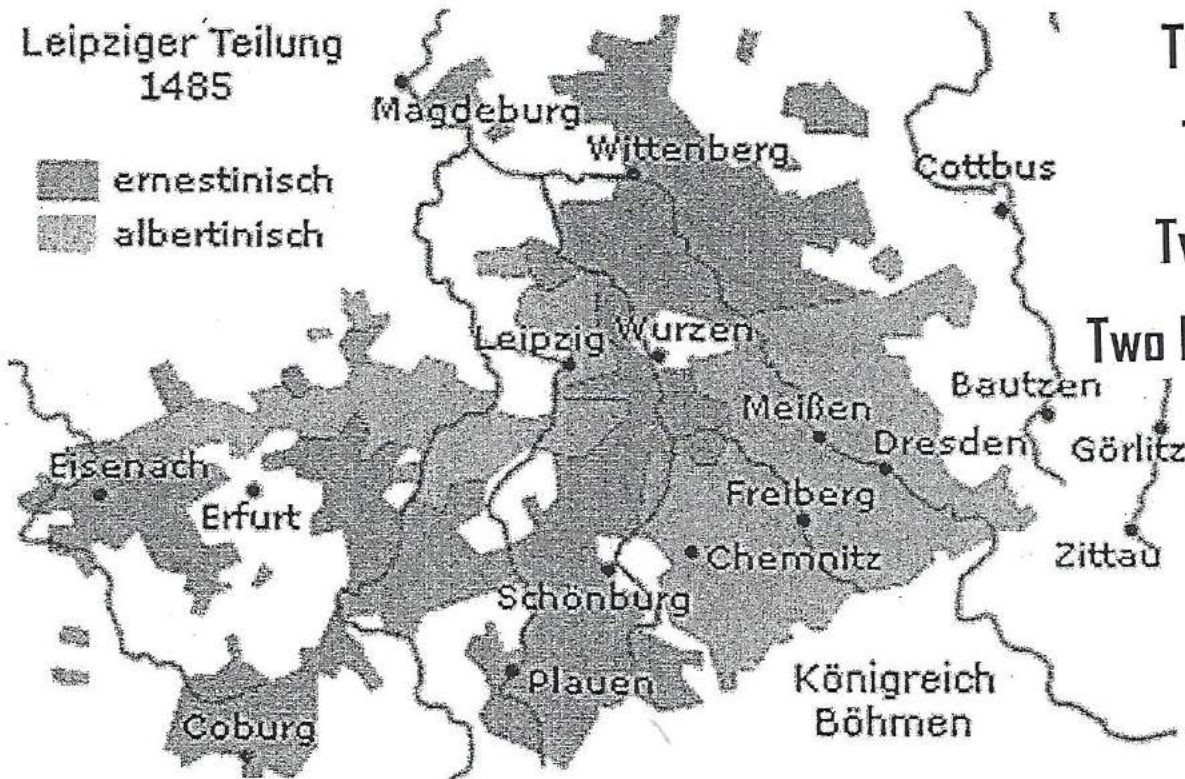 Leipziger Teilung
1485
ernestinisch
albertinisch
Magdeburg
Wittenberg
Cottbus
Leipzig
Wurzen
Two
Bautzen
Meißen
Dresden
Görlitz
Eisenach
Erfurt
Freiberg
Chemnitz
Zittau
Schönburg
Plauen
Königreich
Böhmen
Coburg